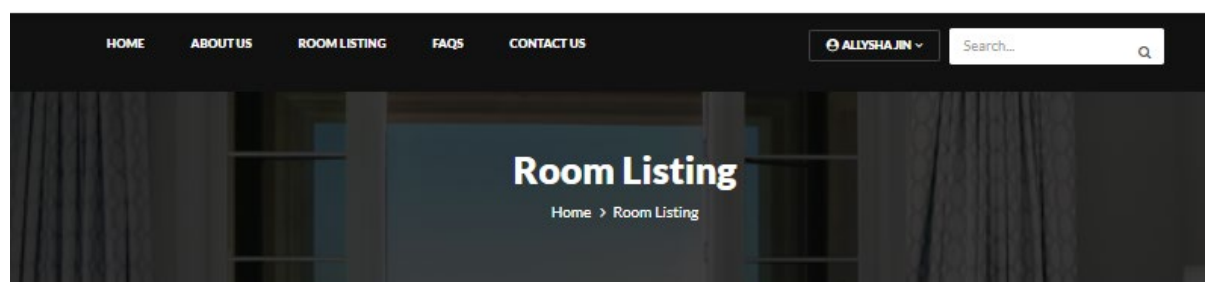 HOME ABOUT US ROOM LISTING FAQS CONTACT US ALLYSHA JIN Search...
Room Listing
Home > Room Listing